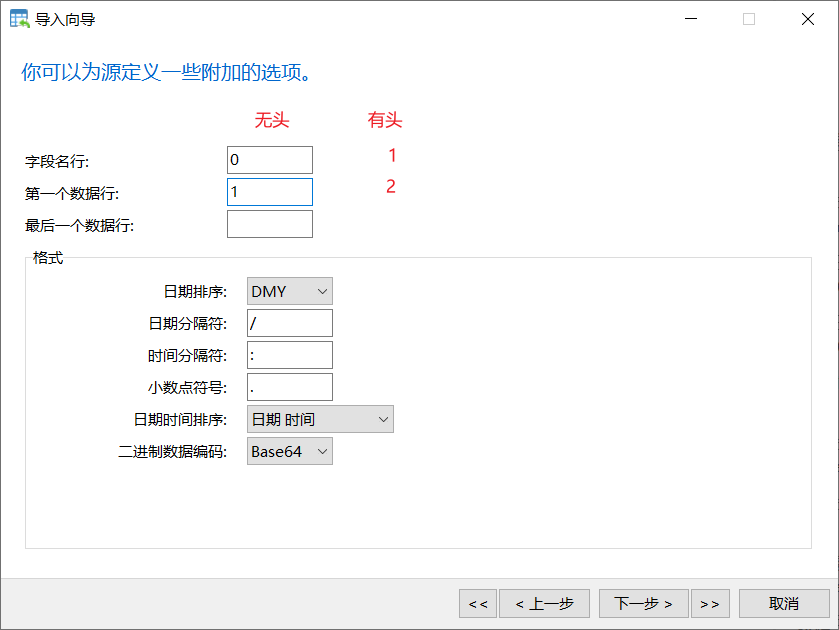 导入向导
你可以为源定义一些附加的选项。
无头 有头
字段名行: 0 1
第一个数据行: 1 2
最后一个数据行:
格式
日期排序: DMY
日期分隔符: /
时间分隔符: :
小数点符号: .
日期时间排序: 日期 时间
二进制数据编码: Base64
<< < 上一步 下一步 > >> 取消